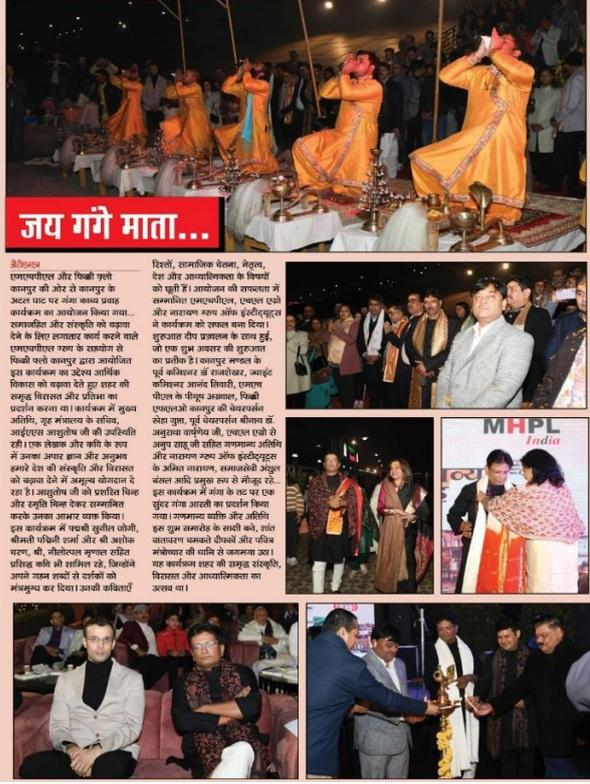 जय गंगे माता...
एमएचपीएल और फिक्की फ्लो
कानपुर की ओर से कानपुर के
अटल घाट पर गंगा काव्य प्रवाह
कार्यक्रम का आयोजन किया गया...
समाजहित और संस्कृति को बढ़ावा
देने के लिए लगातार कार्य करने वाले
एमएचपीएल ग्रुप के सहयोग से
फिक्की फ्लो कानपुर द्वारा आयोजित
इस कार्यक्रम का उद्देश्य आर्थिक
विकास को बढ़ावा देते हुए शहर की
समृद्ध विरासत और प्रतिभा का
प्रदर्शन करना था। कार्यक्रम में मुख्य
अतिथि, गृह मंत्रालय के सचिव,
आईएएस आशुतोष जी की उपस्थिति
रही। एक लेखक और कवि के रूप
में उनका अपार ज्ञान और अनुभव
हमारे देश की संस्कृति और विरासत
को बढ़ावा देने में अमूल्य योगदान दे
रहा है। आशुतोष जी को प्रशस्ति चिन्ह
और स्मृति चिन्ह देकर सम्मानित
करके उनका आभार व्यक्त किया।
इस कार्यक्रम में पद्मश्री सुनील जोगी,
श्रीमती पद्मिनी शर्मा और श्री अशोक
चरण, श्री, नीलोत्पल मृणाल सहित
प्रसिद्ध कवि भी शामिल रहे, जिन्होंने
अपने गहन शब्दों से दर्शकों को
मंत्रमुग्ध कर दिया। उनकी कविताएँ
रिश्तों, सामाजिक चेतना, नेतृत्व,
देश और आध्यात्मिकता के विषयों
को छूती हैं। आयोजन की सफलता में
सम्मानित एमएचपीएल, एचएल एग्रो
और नारायण ग्रुप ऑफ इंस्टीट्यूट्स
ने कार्यक्रम को सफल बना दिया।
शुरुआत दीप प्रज्वलन के साथ हुई,
जो एक शुभ अवसर की शुरुआत
का प्रतीक है। कानपुर मण्डल के
पूर्व कमिश्नर डॉ राजशेखर, ज्वाइंट
कमिश्नर आनंद तिवारी, एमएच
पीएल के पीयूष अग्रवाल, फिक्की
एफएलओ कानपुर की चेयरपर्सन
स्नेहा गुप्ता, पूर्व चेयरपर्सन श्रीनाथ डॉ.
अनुराधा वार्ष्णेय जी, एचएल एग्रो से
अनुप साहू जी सहित गणमान्य अतिथि
और नारायण ग्रुप ऑफ इंस्टीट्यूट्स
के अमित नारायण, समाजसेवी अंशुल
बंसल आदि प्रमुख रूप से मौजूद रहे...
इस कार्यक्रम में गंगा के तट पर एक
सुंदर गंगा आरती का प्रदर्शन किया
गया। गणमान्य व्यक्ति और अतिथि
इस शुभ समारोह के साक्षी बने, शांत
वातावरण चमकते दीपकों और पवित्र
मंत्रोच्चार की ध्वनि से जगमगा उठा।
यह कार्यक्रम शहर की समृद्ध संस्कृति,
विरासत और आध्यात्मिकता का
उत्सव था।
MHPL
India